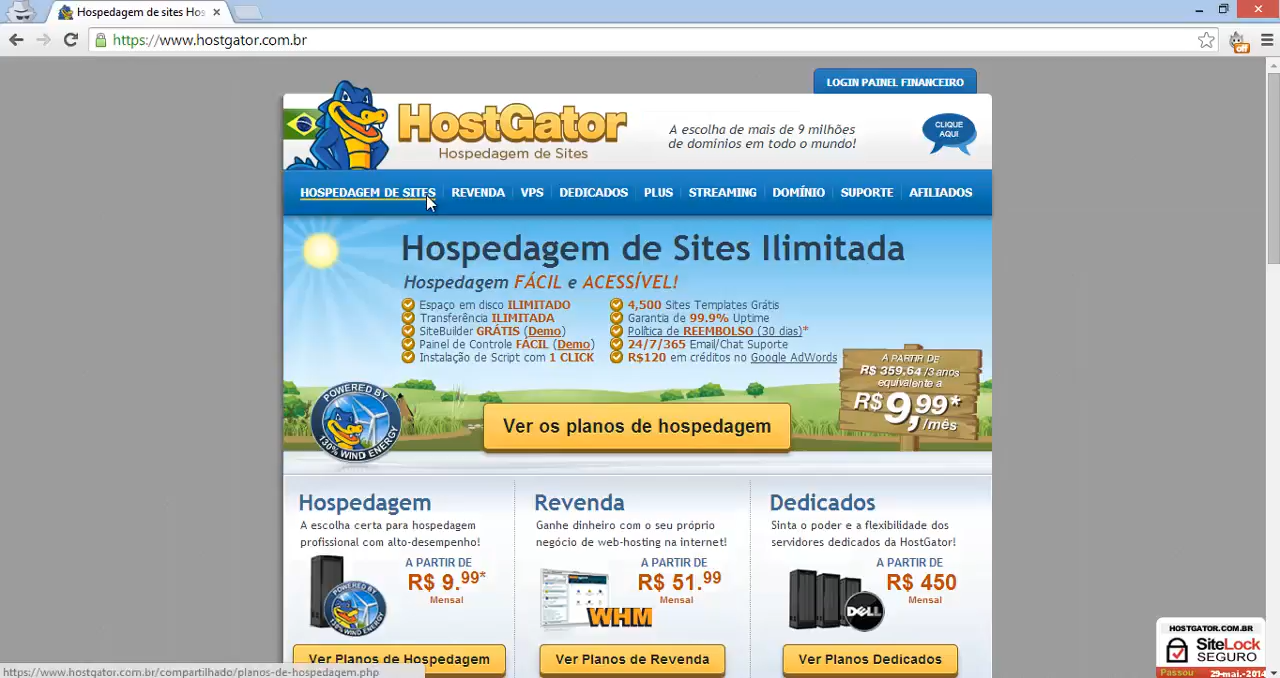 Hospedagem de sites Hos
https://www.hostgator.com.br
off
LOGIN PAINEL FINANCEIRO
HostGator
Hospedagem de Sites
A escolha de mais de 9 milhões
de dominios em todo o mundo!
CLIQUE
AQUI
HOSPEDAGEM DE SITES REVENDA VPS DEDICADOS PLUS STREAMING DOMÍNIO SUPORTE AFILIADOS
Hospedagem de Sites Ilimitada
Hospedagem FÁCIL e ACESSÍVEL!
Espaço em disco ILIMITADO
Transferência ILIMITADA
SiteBuilder GRÁTIS (Demo)
Painel de Controle FÁCIL (Demo)
Instalação de Script com 1 CLICK
4,500 Sites Templates Grátis
Garantia de 99.9% Uptime
Política de REEMBOLSO (30 dias)*
24/7/365 Email/Chat Suporte
R$120 em créditos no Google AdWords
A PARTIR DE
R$ 359,64 /3 anos
equivalente a
R$ 9,99*
/mês
POWERED BY
130% WIND ENERGY
Ver os planos de hospedagem
Hospedagem
A escolha certa para hospedagem
profissional com alto-desempenho!
A PARTIR DE
R$ 9.99*
Mensal
POWERED BY
130% WIND ENERGY
Ver Planos de Hospedagem
Revenda
Ganhe dinheiro com o seu próprio
negócio de web-hosting na internet!
A PARTIR DE
R$ 51.99
Mensal
WHM
Ver Planos de Revenda
Dedicados
Sinta o poder e a flexibilidade dos
servidores dedicados da HostGator!
A PARTIR DE
R$ 450
Mensal
DELL
Ver Planos Dedicados
HOSTGATOR.COM.BR
SiteLock
SEGURO
Passou 29-mai.-2014
https://www.hostgator.com.br/compartilhado/planos-de-hospedagem.php